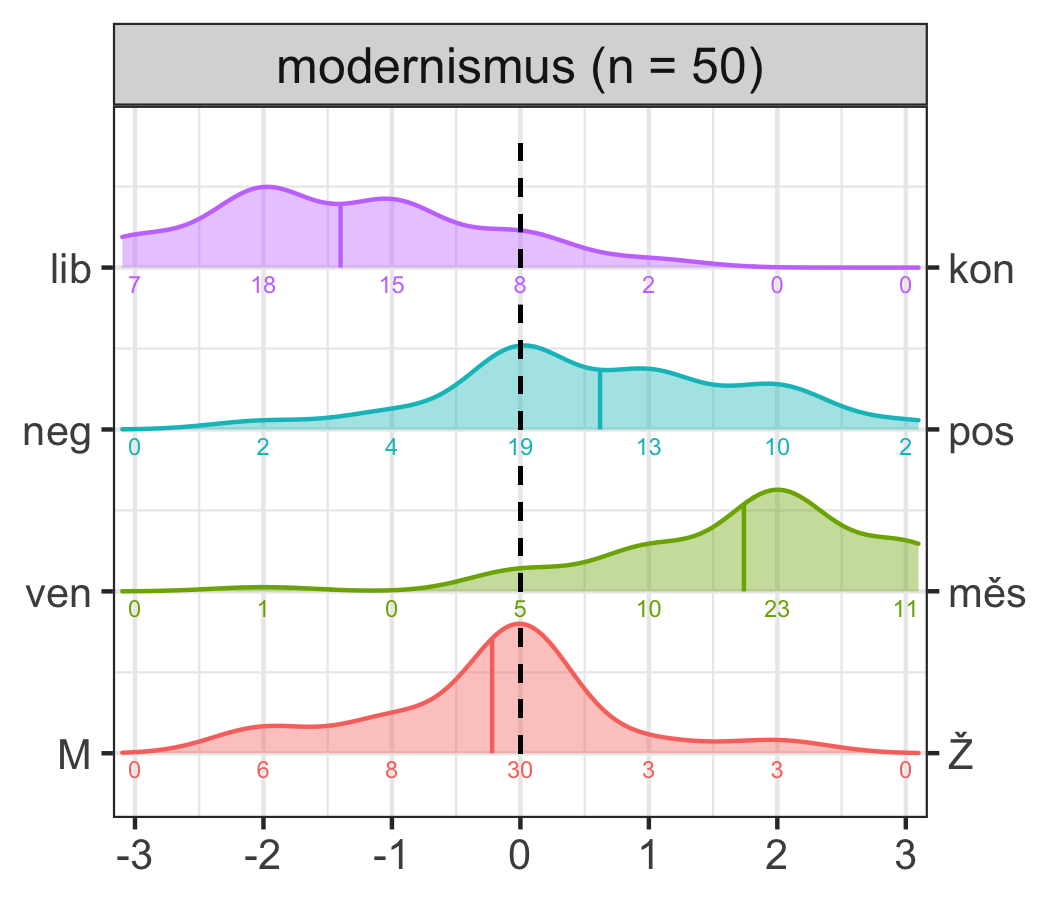 modernismus (n = 50)
lib kon
7 18 15 8 2 0 0
neg pos
0 2 4 19 13 10 2
ven měs
0 1 0 5 10 23 11
M Ž
0 6 8 30 3 3 0
-3 -2 -1 0 1 2 3